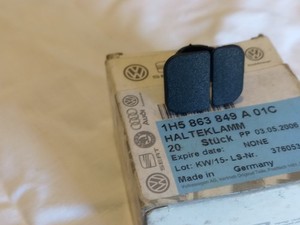 1H5 863 849 A 01C
HALTEKLAMM
20 Stück PP 03.05.2006
Expire date: NONE
Lot: KW/15- LS-Nr. 378053
Made in Germany